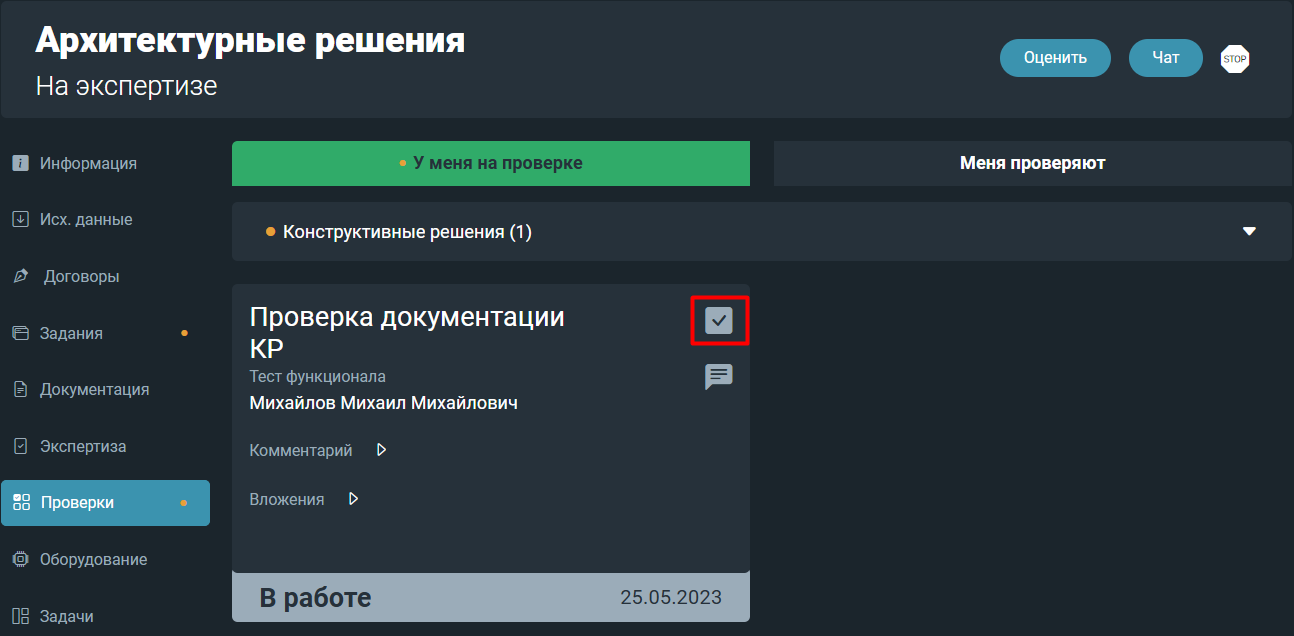 Архитектурные решения
На экспертизе
Оценить
Чат
STOP
Информация
Исх. данные
Договоры
Задания
Документация
Экспертиза
Проверки
Оборудование
Задачи
У меня на проверке
Меня проверяют
Конструктивные решения (1)
Проверка документации
КР
Тест функционала
Михайлов Михаил Михайлович
Комментарий
Вложения
В работе
25.05.2023